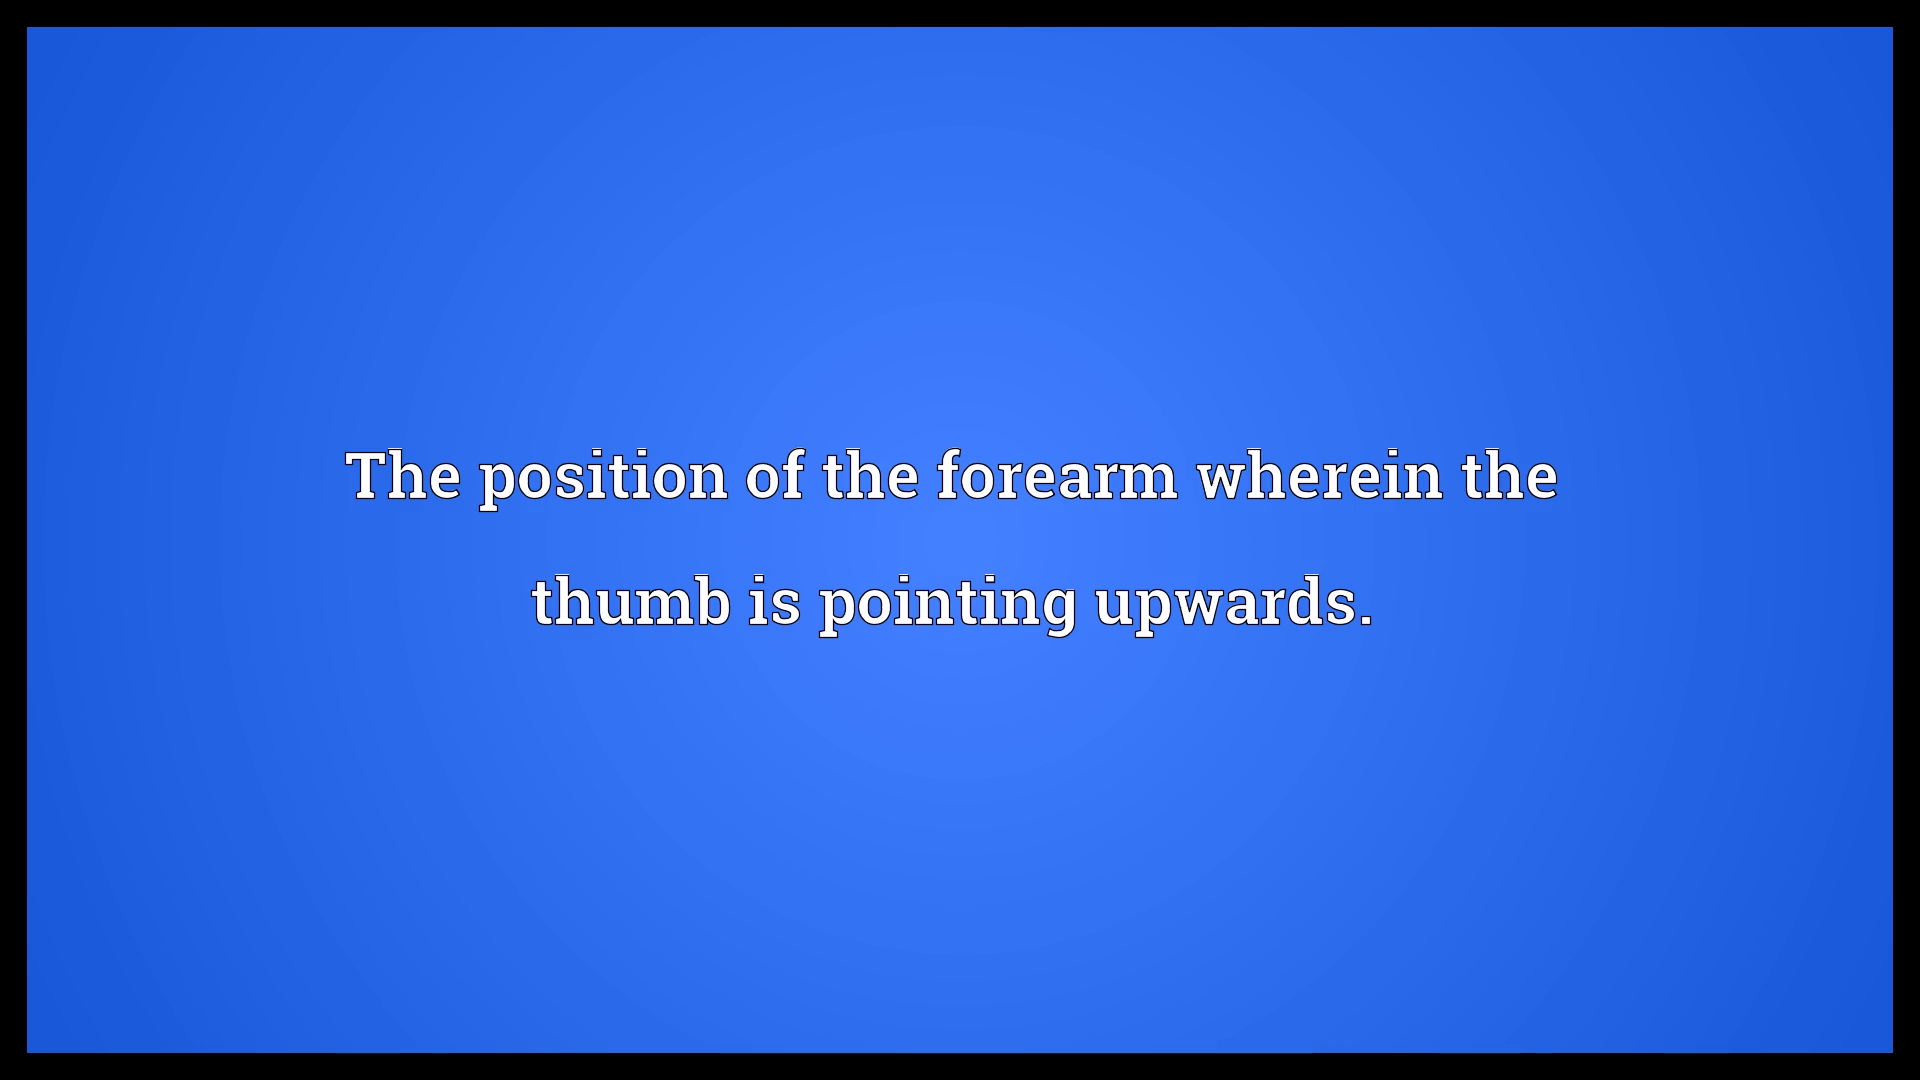 The position of the forearm wherein the
thumb is pointing upwards.